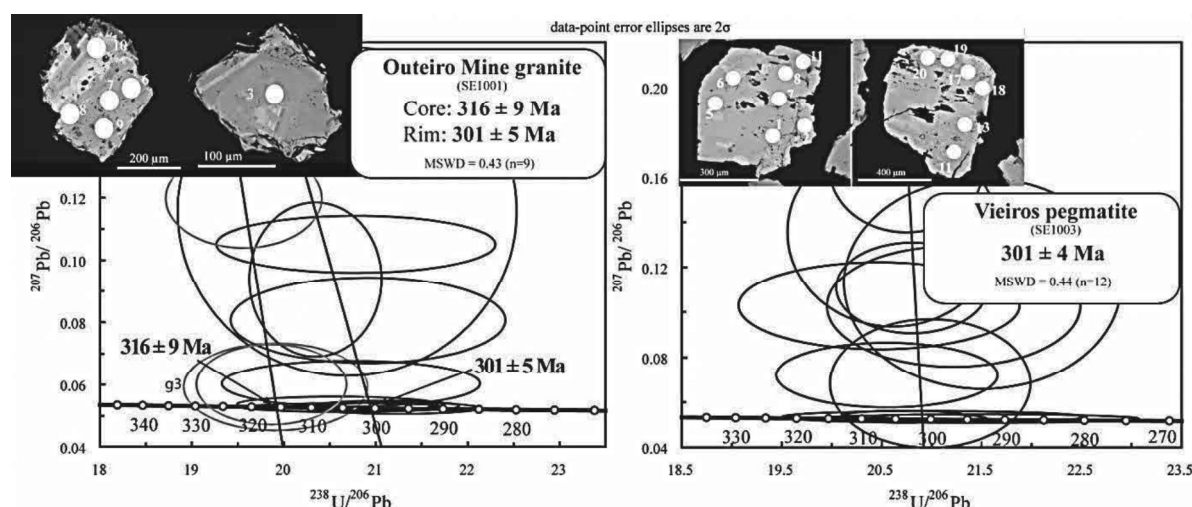 data-point error ellipses are 2σ
10
6
7
9
200 µm
3
100 µm
Outeiro Mine granite
(SE1001)
Core: 316 ± 9 Ma
Rim: 301 ± 5 Ma
MSWD = 0.43 (n=9)
0.12
0.10
0.08
0.06
0.04
207Pb/ 206Pb
316 ± 9 Ma
g3
301 ± 5 Ma
340 330 320 310 300 290 280
18 19 20 21 22 23
238U/206Pb
11
6
8
5
7
1
300 µm
19
20
17
18
13
11
400 µm
Vieiros pegmatite
(SE1003)
301 ± 4 Ma
MSWD = 0.44 (n=12)
0.20
0.16
0.12
0.08
0.04
207Pb/ 206Pb
330 320 310 300 290 280 270
18.5 19.5 20.5 21.5 22.5 23.5
238U/206Pb